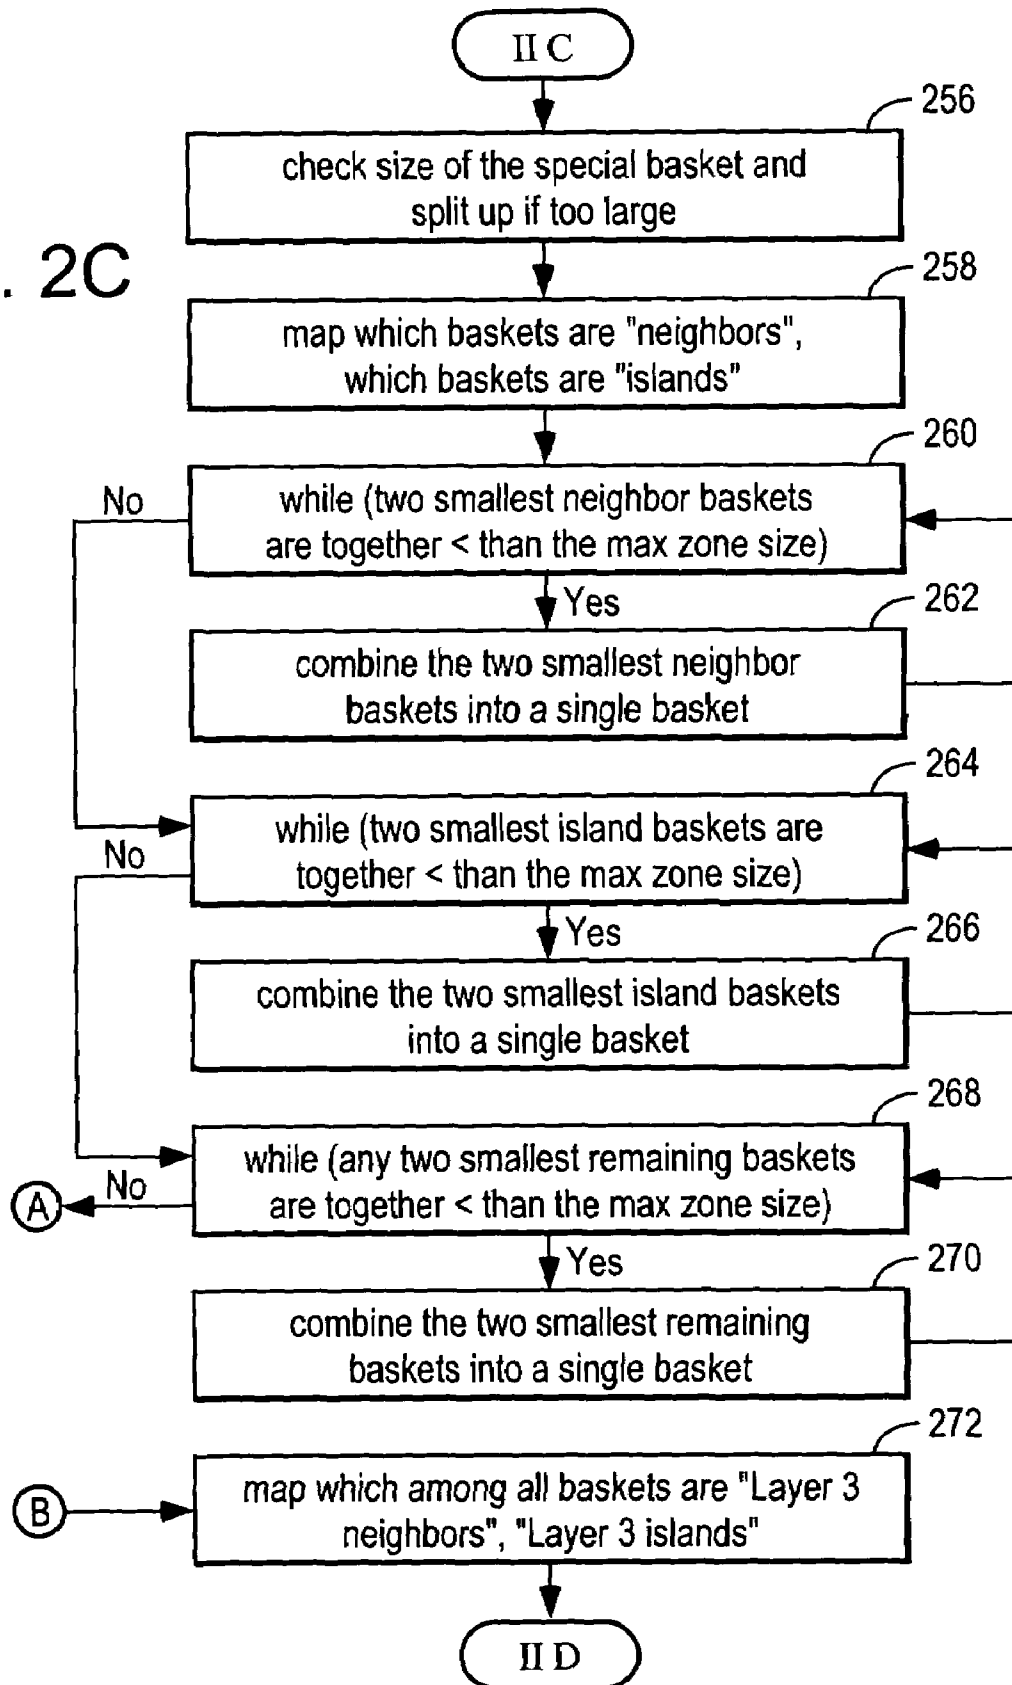 II C
256
check size of the special basket and
split up if too large
. 2C
258
map which baskets are "neighbors",
which baskets are "islands"
260
No
while (two smallest neighbor baskets
are together < than the max zone size)
Yes
262
combine the two smallest neighbor
baskets into a single basket
264
while (two smallest island baskets are
together < than the max zone size)
No
Yes
266
combine the two smallest island baskets
into a single basket
268
while (any two smallest remaining baskets
are together < than the max zone size)
No
A
Yes
270
combine the two smallest remaining
baskets into a single basket
272
B
map which among all baskets are "Layer 3
neighbors", "Layer 3 islands"
II D